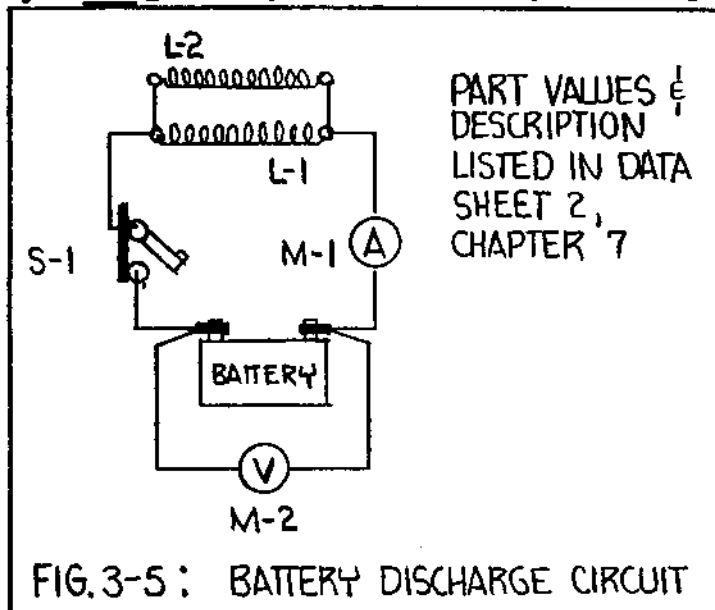 L-2
L-1
PART VALUES &
DESCRIPTION
LISTED IN DATA
SHEET 2,
CHAPTER 7
S-1
M-1
A
BATTERY
V
M-2
FIG. 3-5: BATTERY DISCHARGE CIRCUIT